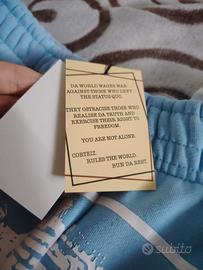 DA WORLD WAGES WAR
AGAINST THOSE WHO DEFY
THE STATUS QUO.
THEY OSTRACISE THOSE WHO
REALISE DA TRUTH AND
EXERCISE THEIR RIGHT TO
FREEDOM.
YOU ARE NOT ALONE.
CORTEIZ.
RULES THE WORLD.
BUN DA REST.
subito